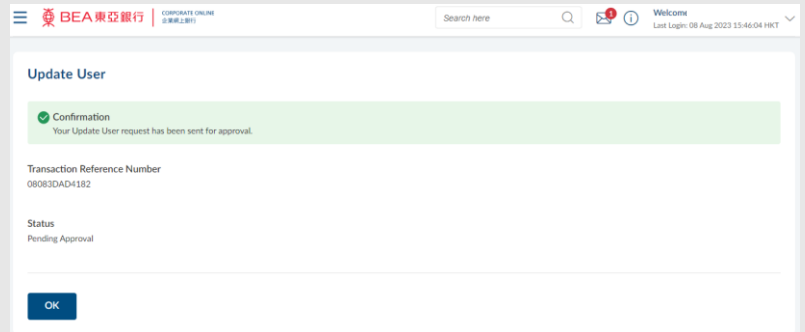 BEA東亞銀行
CORPORATE ONLINE
企業網上銀行
Search here
1
Welcome
Last Login: 08 Aug 2023 15:46:04 HKT
Update User
Confirmation
Your Update User request has been sent for approval.
Transaction Reference Number
08083DAD4182
Status
Pending Approval
OK